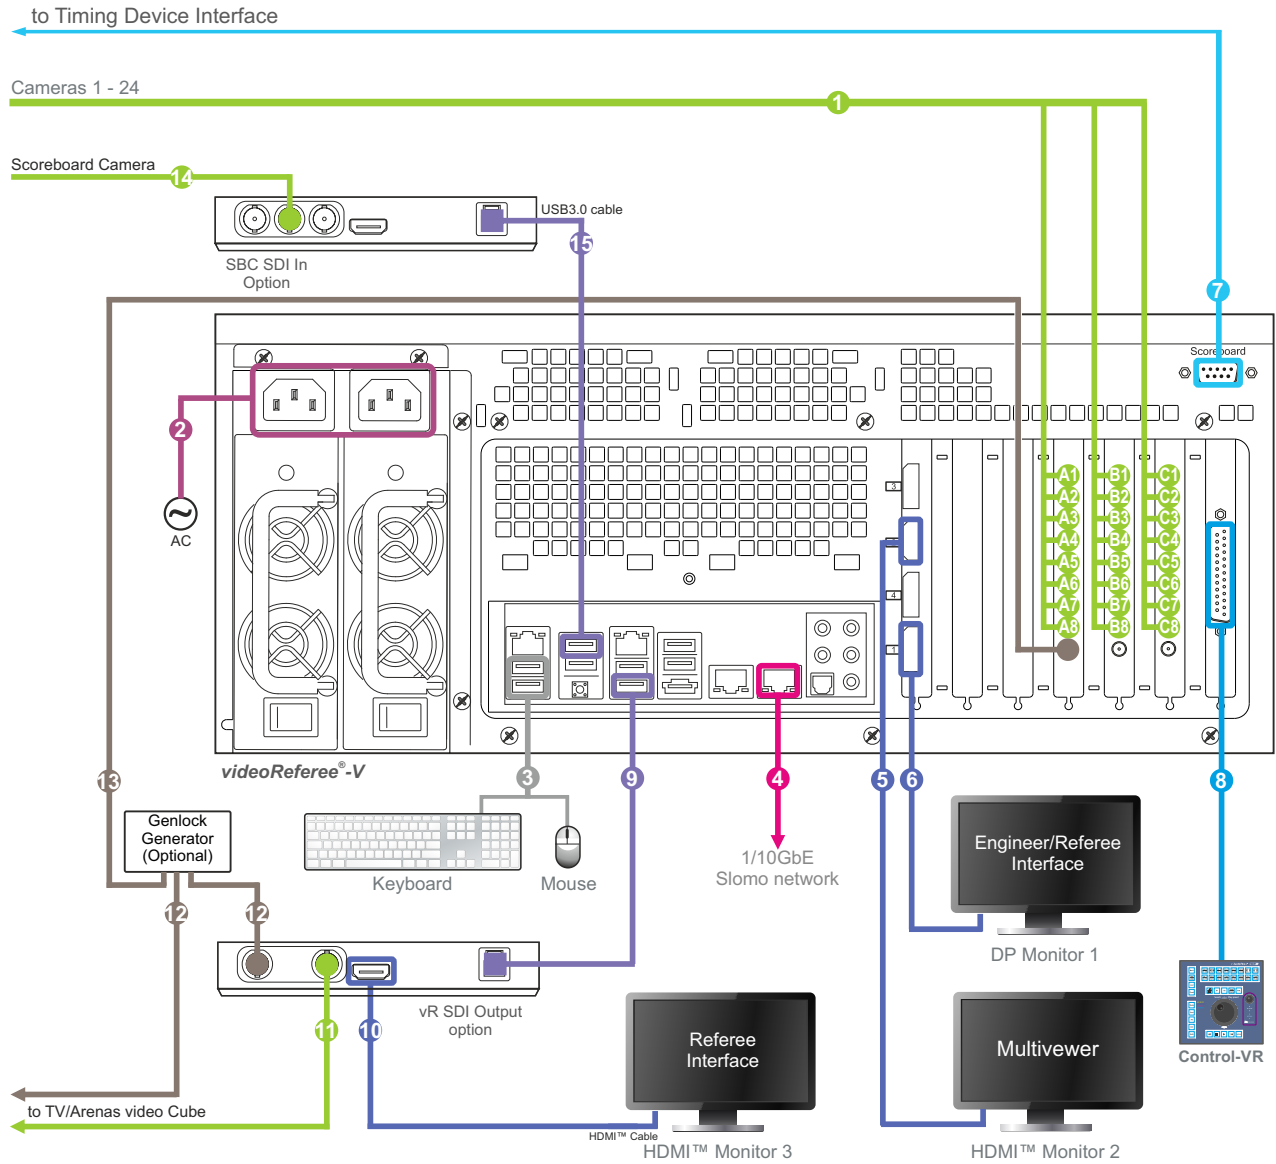 to Timing Device Interface
Cameras 1 - 24
1
Scoreboard Camera
14
USB3.0 cable
15
SBC SDI In
Option
7
Scoreboard
2
AC
3
4
1
A1 B1 C1
A2 B2 C2
A3 B3 C3
A4 B4 C4
A5 B5 C5
A6 B6 C6
A7 B7 C7
A8 B8 C8
videoReferee®-V
13
3
9
4
5
6
8
Genlock
Generator
(Optional)
Keyboard
Mouse
1/10GbE
Slomo network
Engineer/Referee
Interface
DP Monitor 1
12
12
vR SDI Output
option
11
10
Referee
Interface
Multivewer
Control-VR
to TV/Arenas video Cube
HDMI™ Cable
HDMI™ Monitor 3
HDMI™ Monitor 2